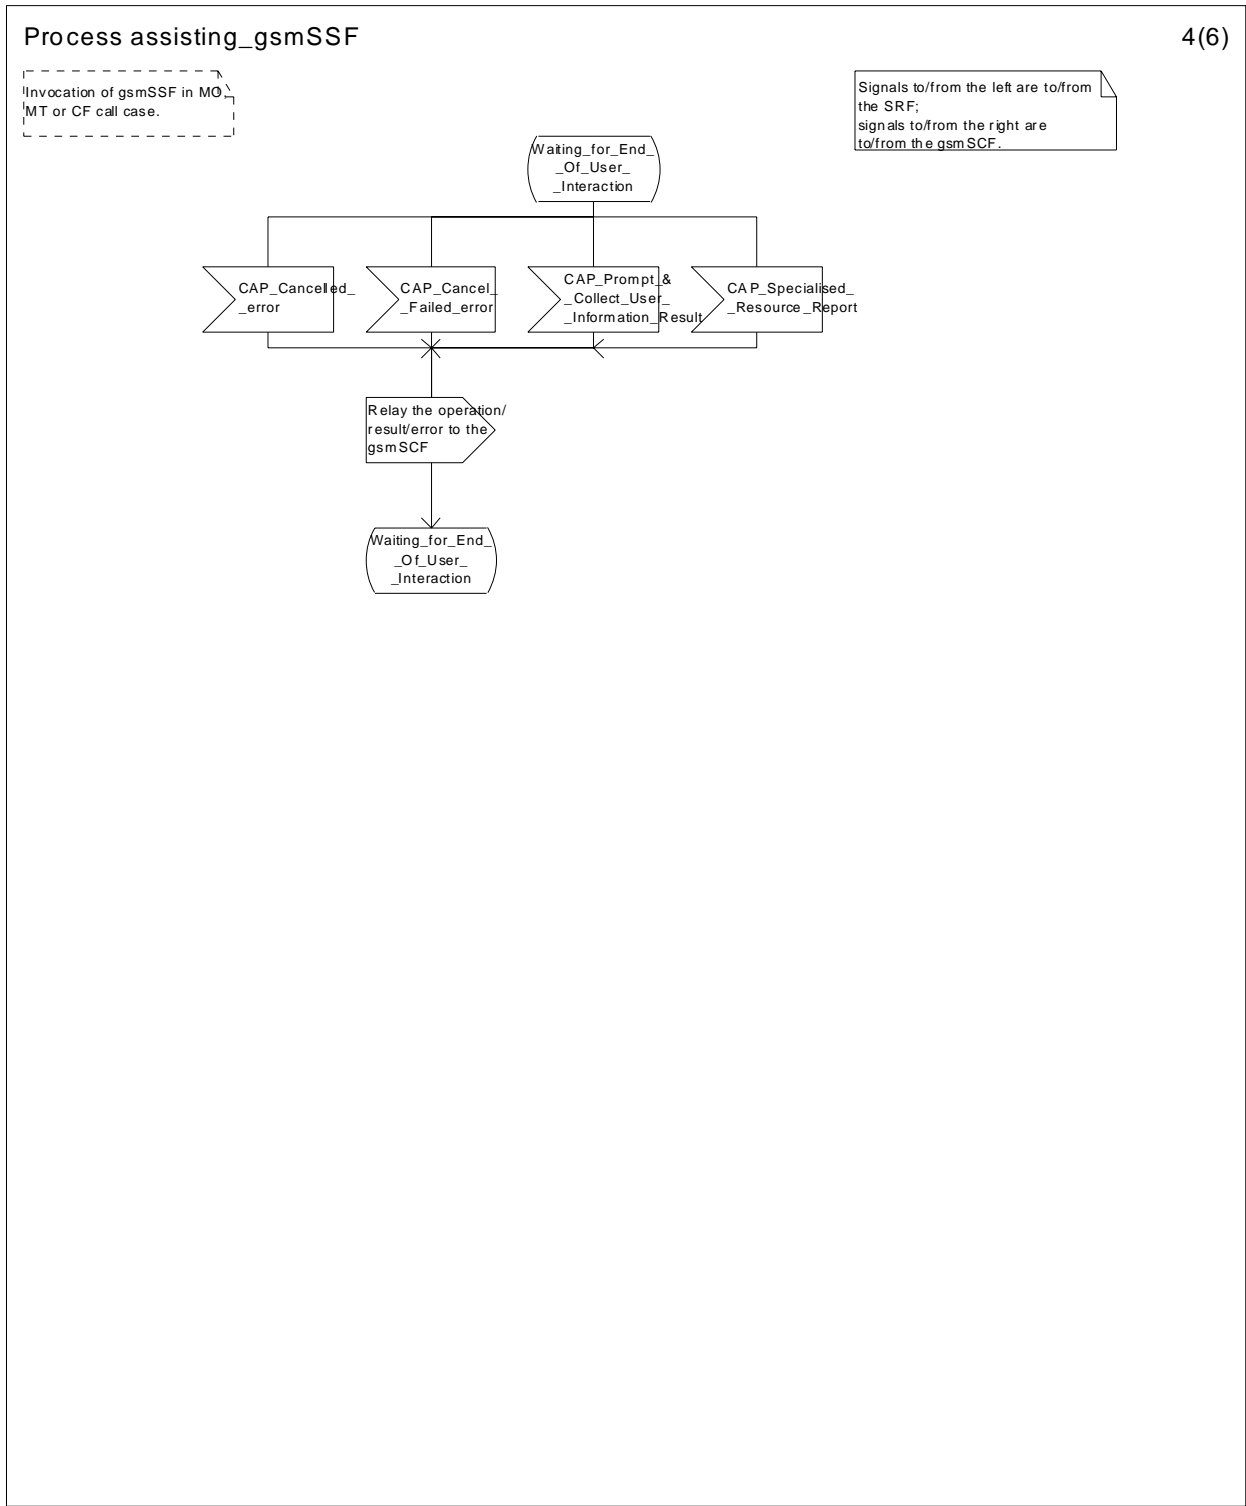 Process assisting_gsmSSF
4(6)
Invocation of gsmSSF in MO,
MT or CF call case.
Signals to/from the left are to/from
the SRF;
signals to/from the right are
to/from the gsmSCF.
Waiting_for_End_
_Of_User_
_Interaction
CAP_Cancelled_
_error
CAP_Cancel_
_Failed_error
CAP_Prompt_&
_Collect_User_
_Information_Result
CAP_Specialised_
_Resource_Report
Relay the operation/
result/error to the
gsmSCF
Waiting_for_End_
_Of_User_
_Interaction